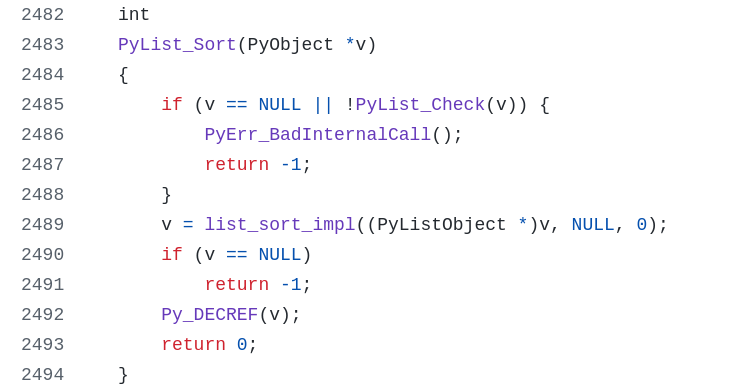 2482 int
2483 PyList_Sort(PyObject *v)
2484 {
2485     if (v == NULL || !PyList_Check(v)) {
2486         PyErr_BadInternalCall();
2487         return -1;
2488     }
2489     v = list_sort_impl((PyListObject *)v, NULL, 0);
2490     if (v == NULL)
2491         return -1;
2492     Py_DECREF(v);
2493     return 0;
2494 }